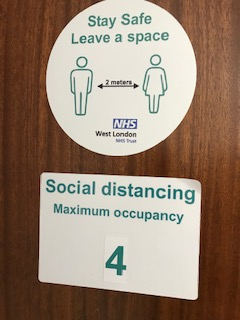 Stay Safe
Leave a space
2 meters
NHS
West London
NHS Trust
Social distancing
Maximum occupancy
4